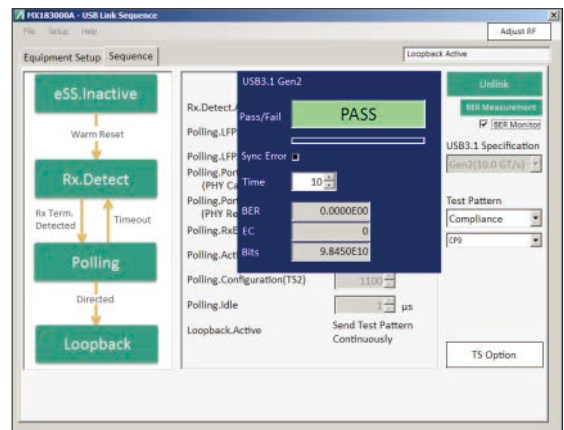 MX183000A - USB Link Sequence
File Setup Help
Adjust RF
Equipment Setup Sequence
Loopback Active
eSS.Inactive
Warm Reset
Rx.Detect
Rx Term.
Detected
Timeout
Polling
Directed
Loopback
Rx.Detect.
Polling.LFP
Polling.LFP
Polling.Por
(PHY Ca
Polling.Por
(PHY Re
Polling.RxE
Polling.Act
Polling.Configuration(TS2) 1100
Polling.Idle 1 µs
Loopback.Active
Send Test Pattern
Continuously
USB3.1 Gen2
Pass/Fail PASS
Sync Error
Time 10
BER 0.0000E00
EC 0
Bits 9.8450E10
Unlink
BER Measurement
BER Monitor
USB3.1 Specification
Gen2(10.0 GT/s)
Test Pattern
Compliance
CP9
TS Option